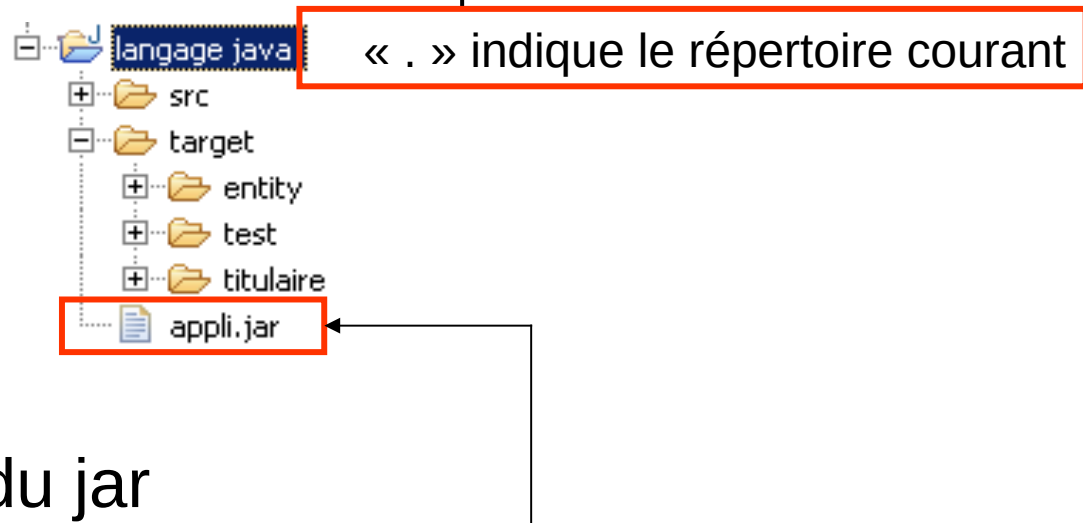 langage java
« . » indique le répertoire courant
src
target
entity
test
titulaire
appli.jar
du jar